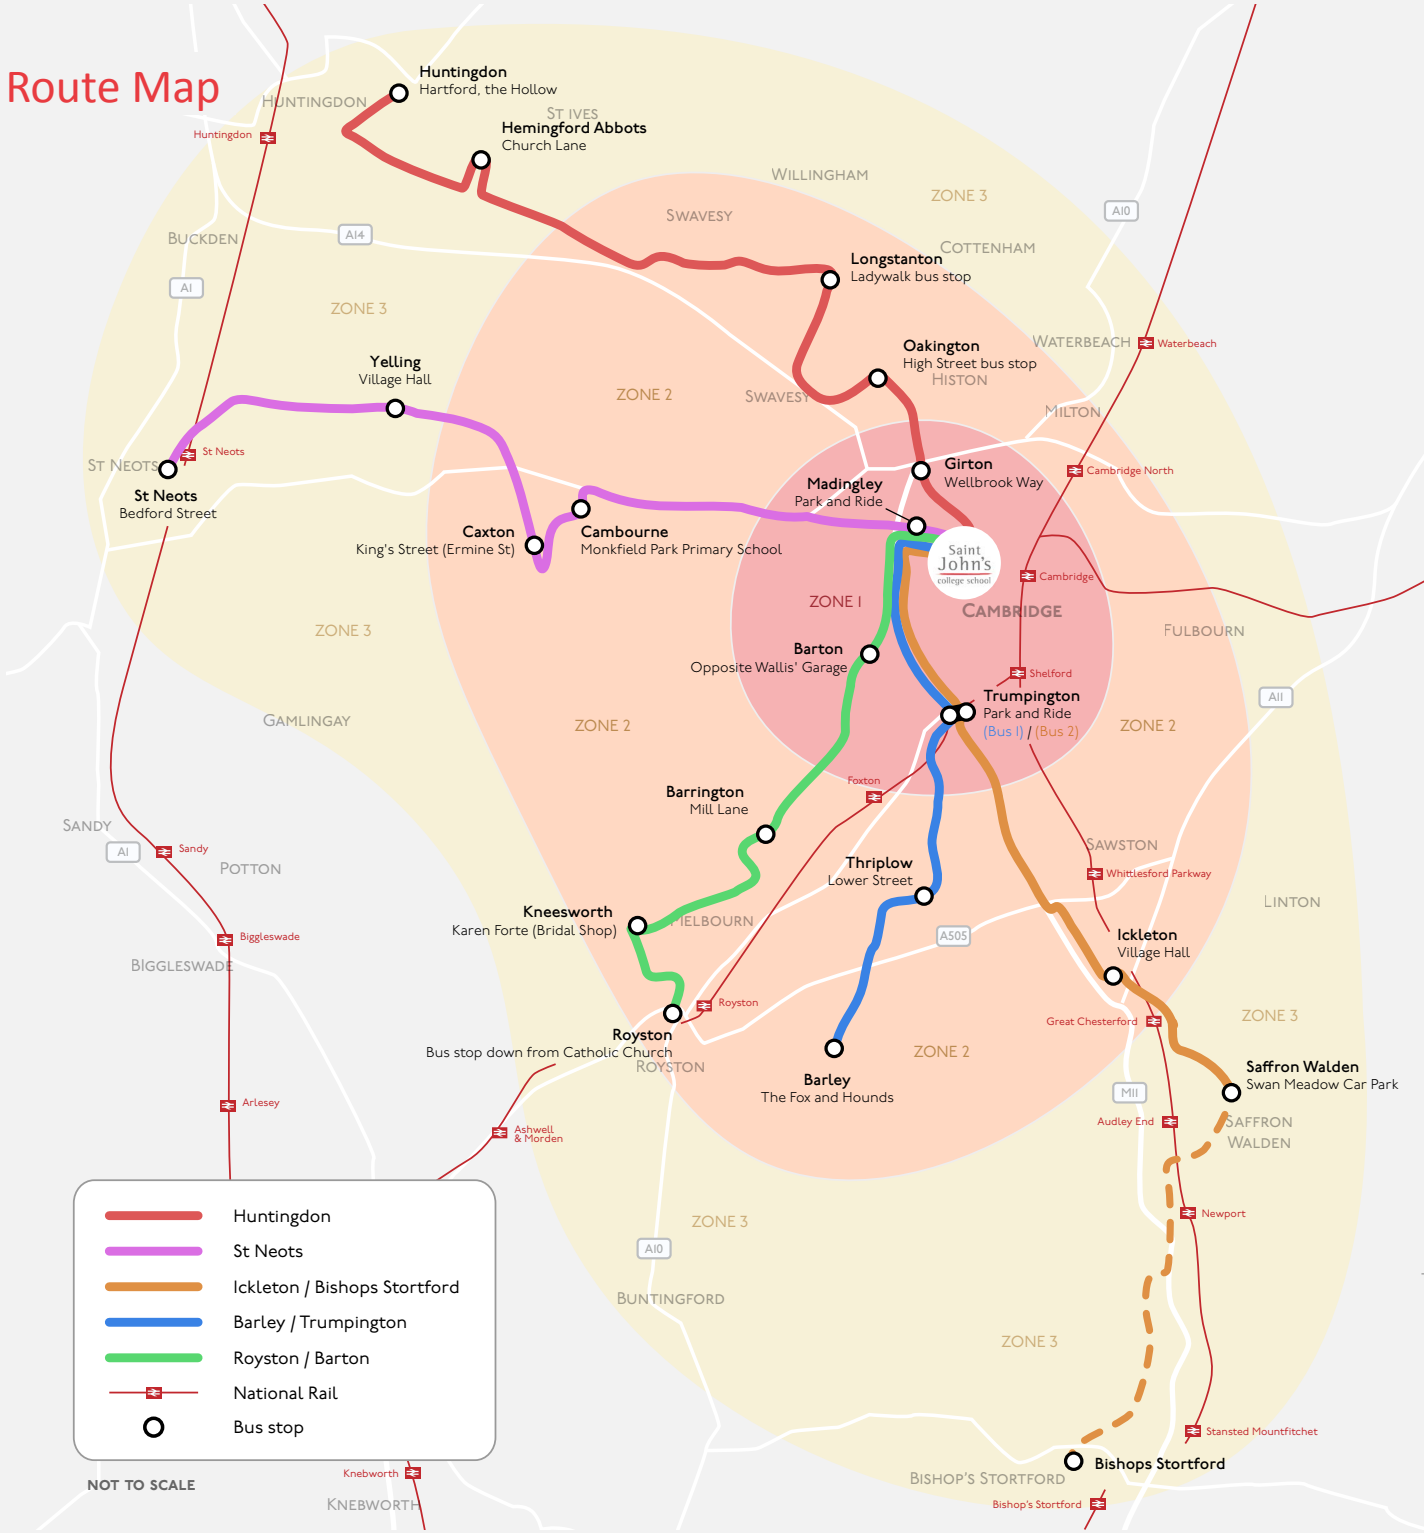 Route Map
Huntingdon
Hartford, the Hollow
HUNTINGDON
ST IVES
Huntingdon
Hemingford Abbots
Church Lane
WILLINGHAM
ZONE 3
A10
SWAVESY
BUCKDEN
A14
COTTENHAM
Longstanton
Ladywalk bus stop
A1
ZONE 3
WATERBEACH
Waterbeach
Oakington
High Street bus stop
HISTON
Yelling
Village Hall
ZONE 2
SWAVESY
MILTON
St Neots
ST NEOTS
St Neots
Bedford Street
Girton
Wellbrook Way
Cambridge North
Madingley
Park and Ride
Caxton
King's Street (Ermine St)
Cambourne
Monkfield Park Primary School
Saint
John's
college school
Cambridge
ZONE 1
CAMBRIDGE
ZONE 3
FULBOURN
Barton
Opposite Wallis' Garage
Shelford
Trumpington
Park and Ride
(Bus 1) / (Bus 2)
A11
GAMLINGAY
ZONE 2
ZONE 2
Foxton
Barrington
Mill Lane
SANDY
A1
Sandy
POTTON
SAWSTON
Thriplow
Lower Street
Whittlesford Parkway
LINTON
Kneesworth
Karen Forte (Bridal Shop)
MELBOURN
A505
Biggleswade
BIGGLESWADE
Ickleton
Village Hall
Royston
Great Chesterford
ZONE 3
Royston
Bus stop down from Catholic Church
ROYSTON
ZONE 2
Barley
The Fox and Hounds
Saffron Walden
Swan Meadow Car Park
M11
Arlesey
Ashwell
& Morden
Audley End
SAFFRON
WALDEN
Newport
ZONE 3
A10
BUNTINGFORD
ZONE 3
Huntingdon
St Neots
Ickleton / Bishops Stortford
Barley / Trumpington
Royston / Barton
National Rail
Bus stop
Stansted Mountfitchet
Bishops Stortford
BISHOP'S STORTFORD
Bishop's Stortford
NOT TO SCALE
Knebworth
KNEBWORTH